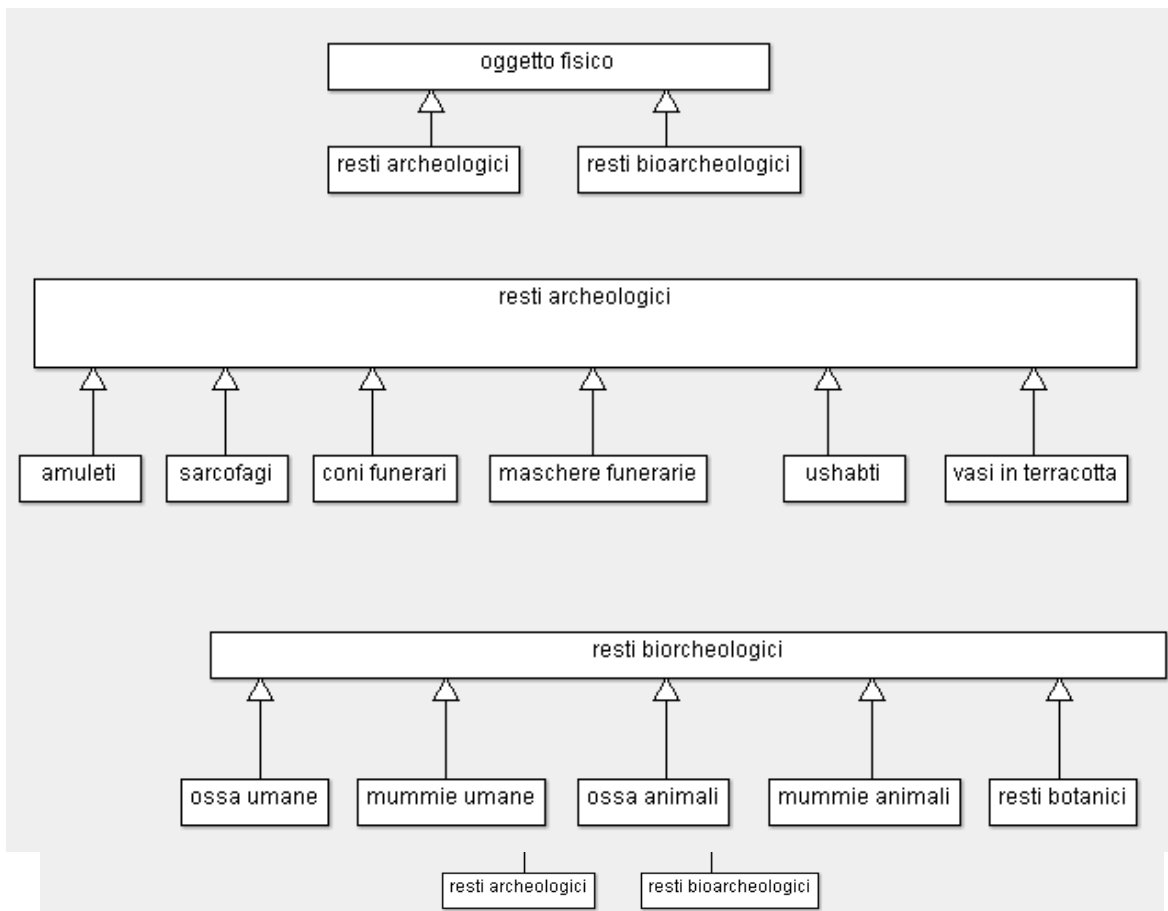 oggetto fisico
resti archeologici
resti bioarcheologici
resti archeologici
amuleti
sarcofagi
coni funerari
maschere funerarie
ushabti
vasi in terracotta
resti biorcheologici
ossa umane
mummie umane
ossa animali
mummie animali
resti botanici
resti archeologici
resti bioarcheologici